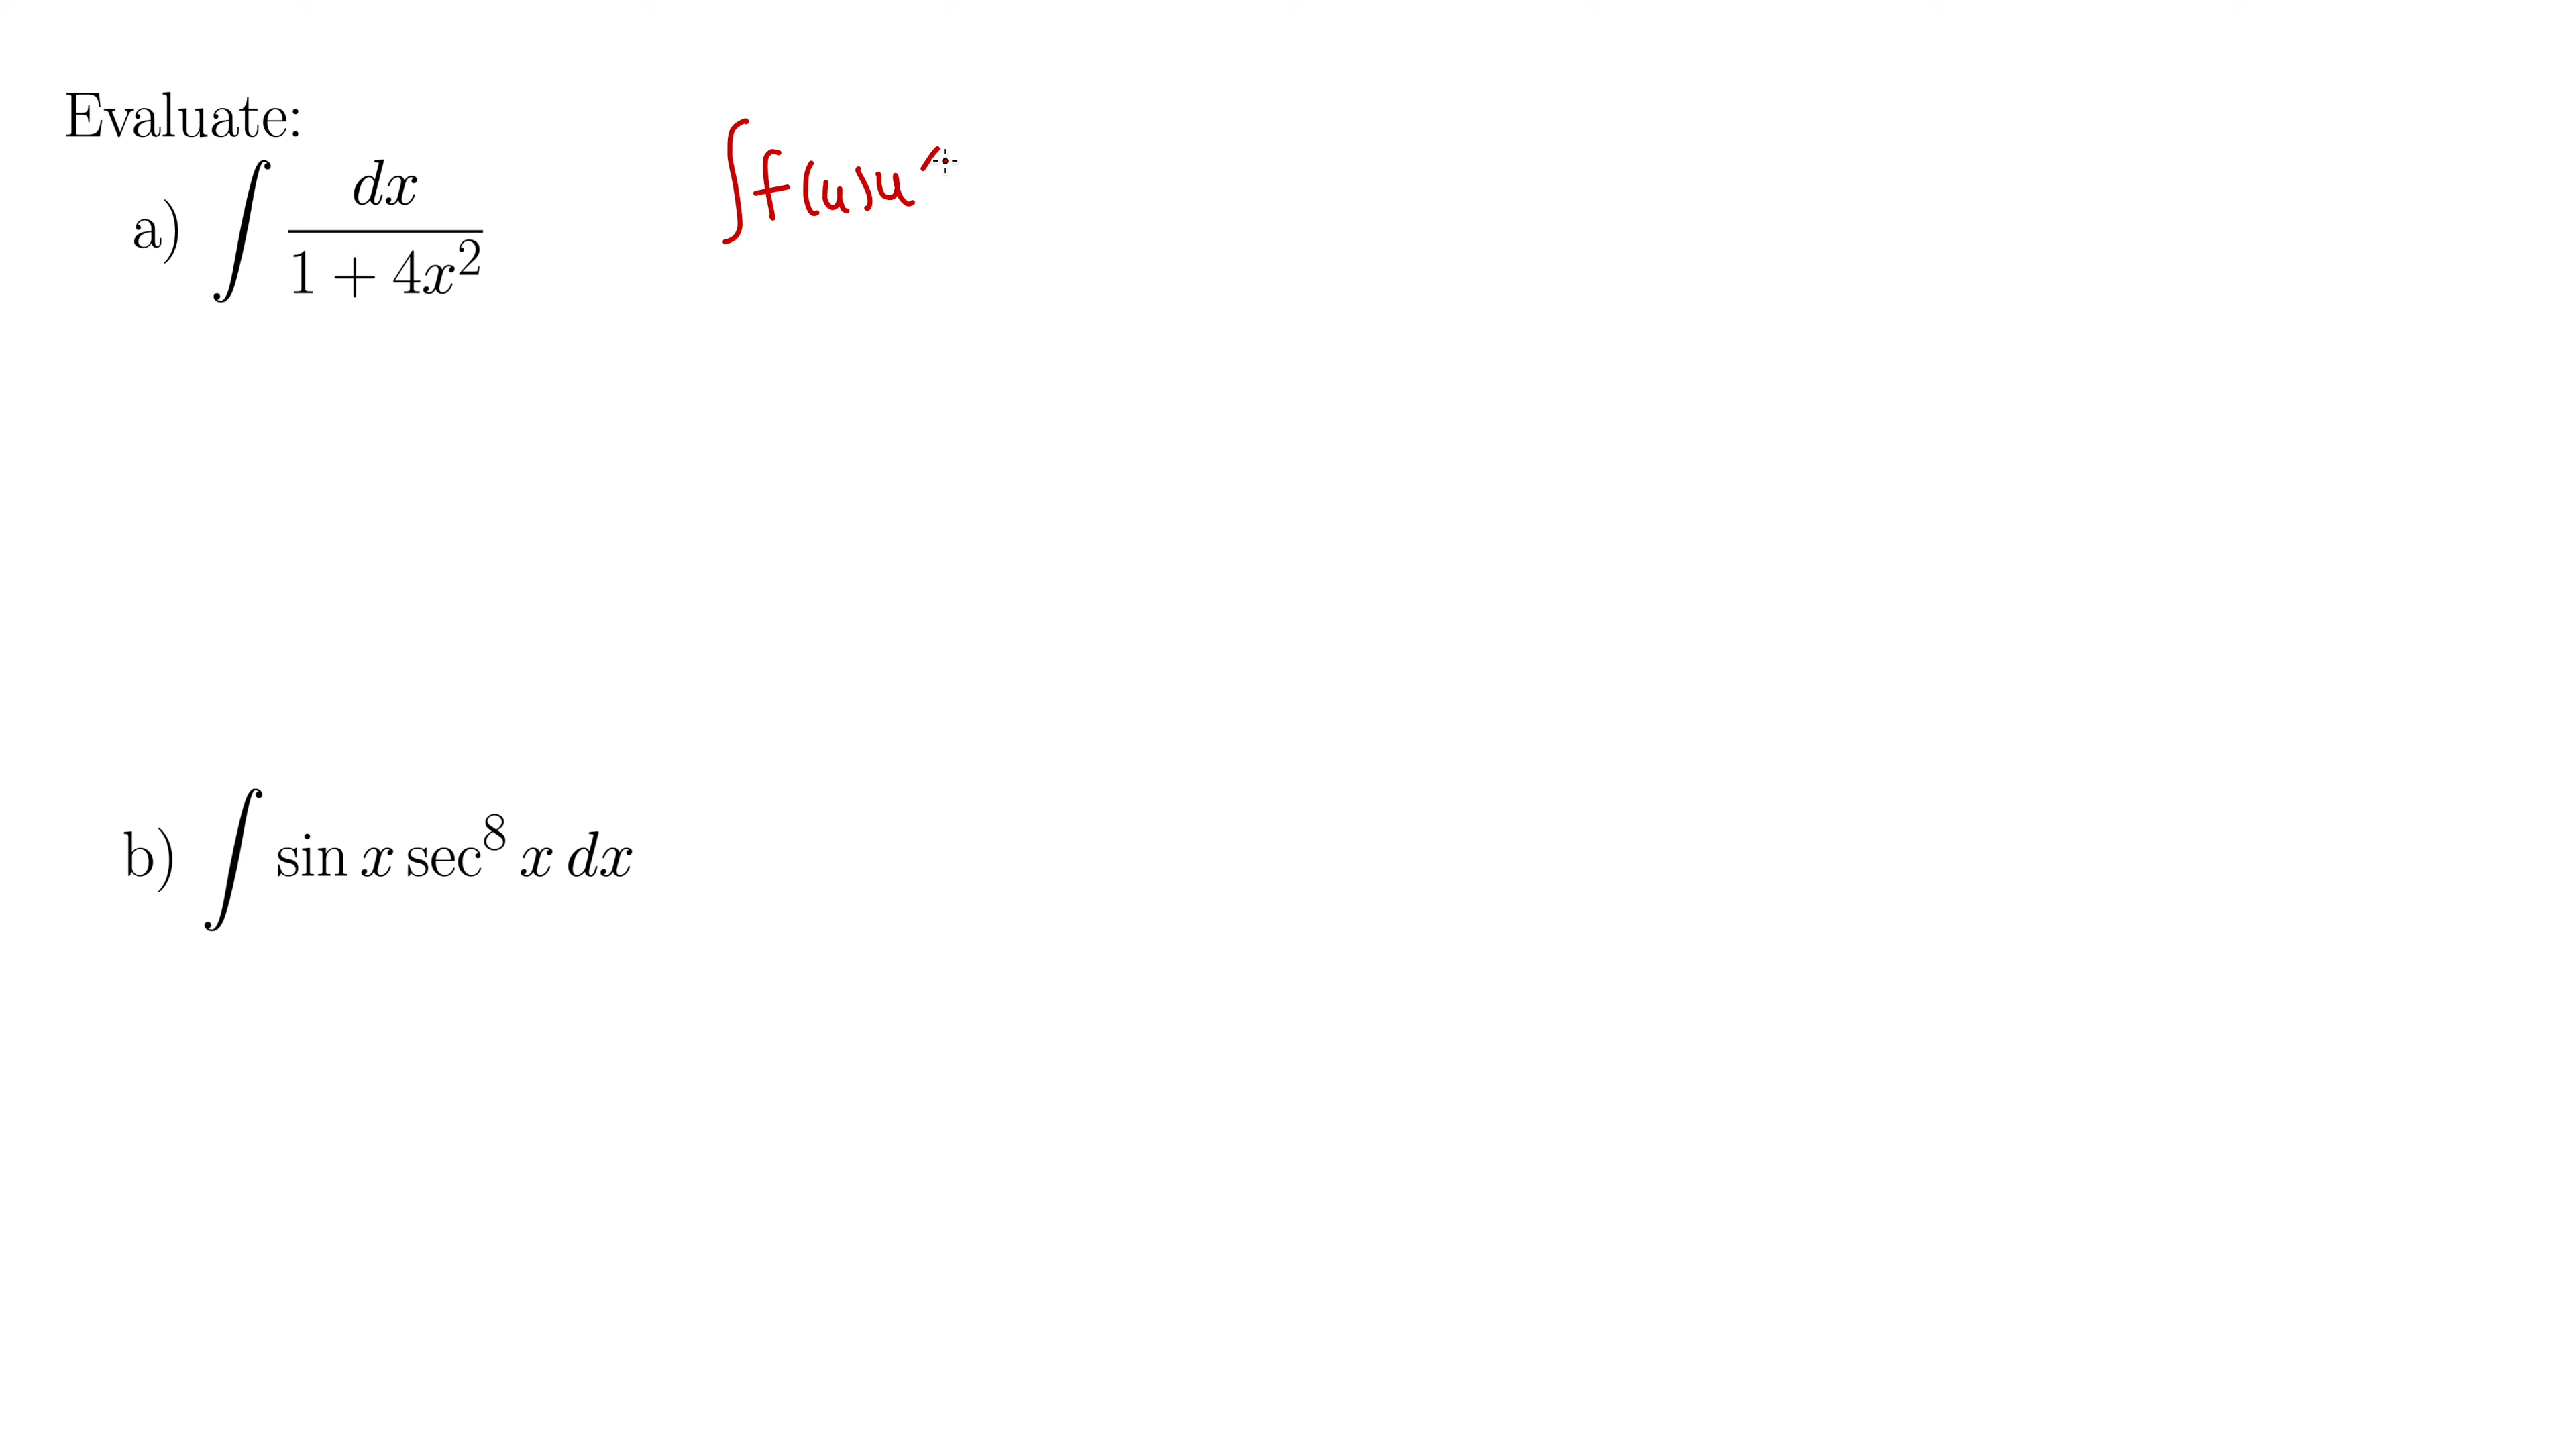 Evaluate:
a) ∫ dx / (1 + 4x²)
∫f(u)u'
b) ∫ sin x sec⁸ x dx